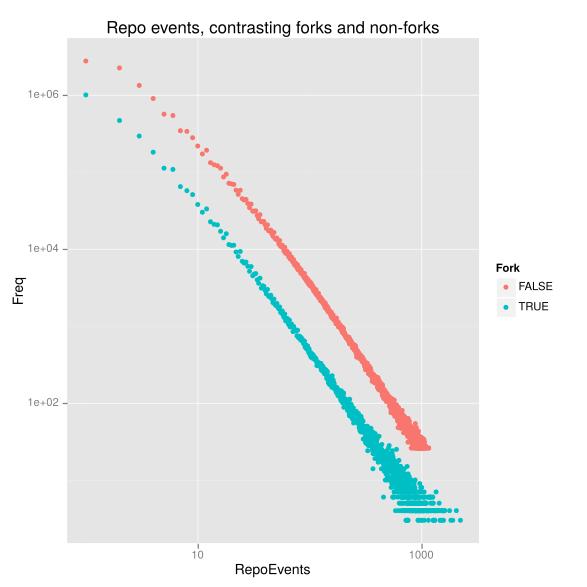 Repo events, contrasting forks and non-forks
1e+06
1e+04
1e+02
Freq
10
1000
RepoEvents
Fork
FALSE
TRUE